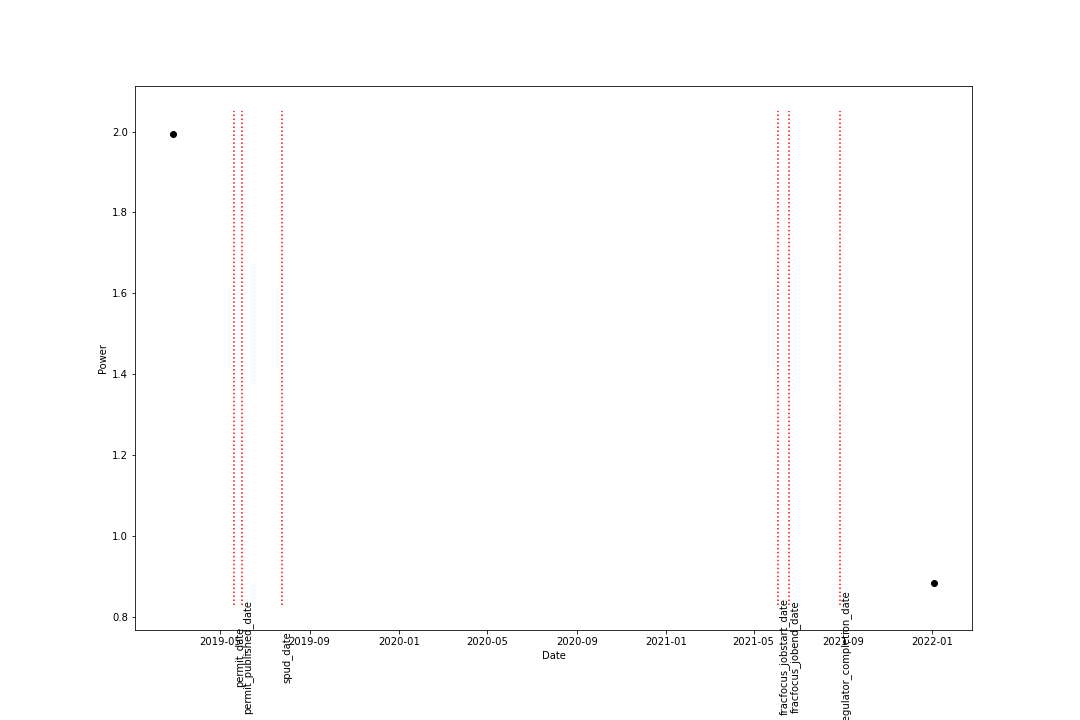 2.0
1.8
1.6
1.4
1.2
1.0
0.8
Power
2019-05
2019-09
2020-01
2020-05
2020-09
2021-01
2021-05
2021-09
2022-01
Date
permit_date
permit_published_date
spud_date
fracfocus_jobstart_date
fracfocus_jobend_date
egulator_completion_date